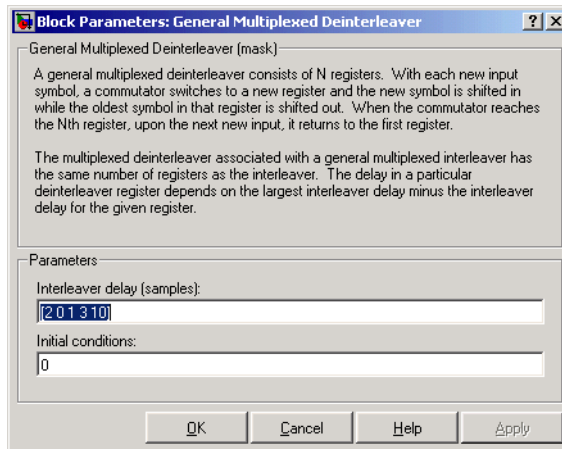 Block Parameters: General Multiplexed Deinterleaver
General Multiplexed Deinterleaver (mask)
A general multiplexed deinterleaver consists of N registers. With each new input
symbol, a commutator switches to a new register and the new symbol is shifted in
while the oldest symbol in that register is shifted out. When the commutator reaches
the Nth register, upon the next new input, it returns to the first register.
The multiplexed deinterleaver associated with a general multiplexed interleaver has
the same number of registers as the interleaver. The delay in a particular
deinterleaver register depends on the largest interleaver delay minus the interleaver
delay for the given register.
Parameters
Interleaver delay (samples):
[2 0 1 3 10]
Initial conditions:
0
OK Cancel Help Apply